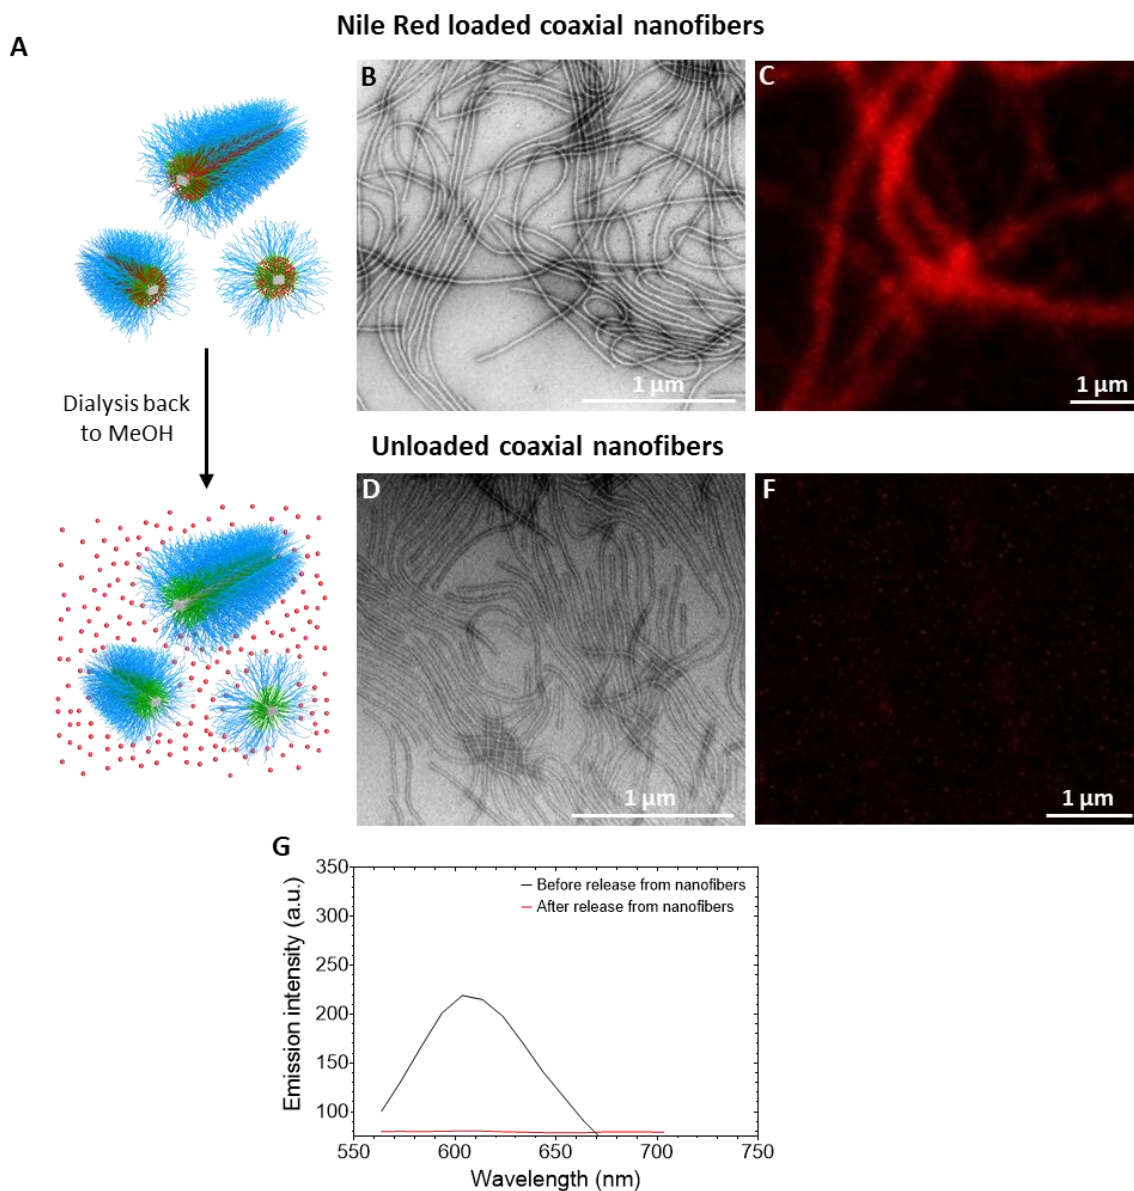 Nile Red loaded coaxial nanofibers
A
B
C
1 μm
1 μm
Dialysis back
to MeOH
Unloaded coaxial nanofibers
D
F
1 μm
1 μm
G
350
300
250
200
150
100
Emission intensity (a.u.)
Before release from nanofibers
After release from nanofibers
550 600 650 700 750
Wavelength (nm)